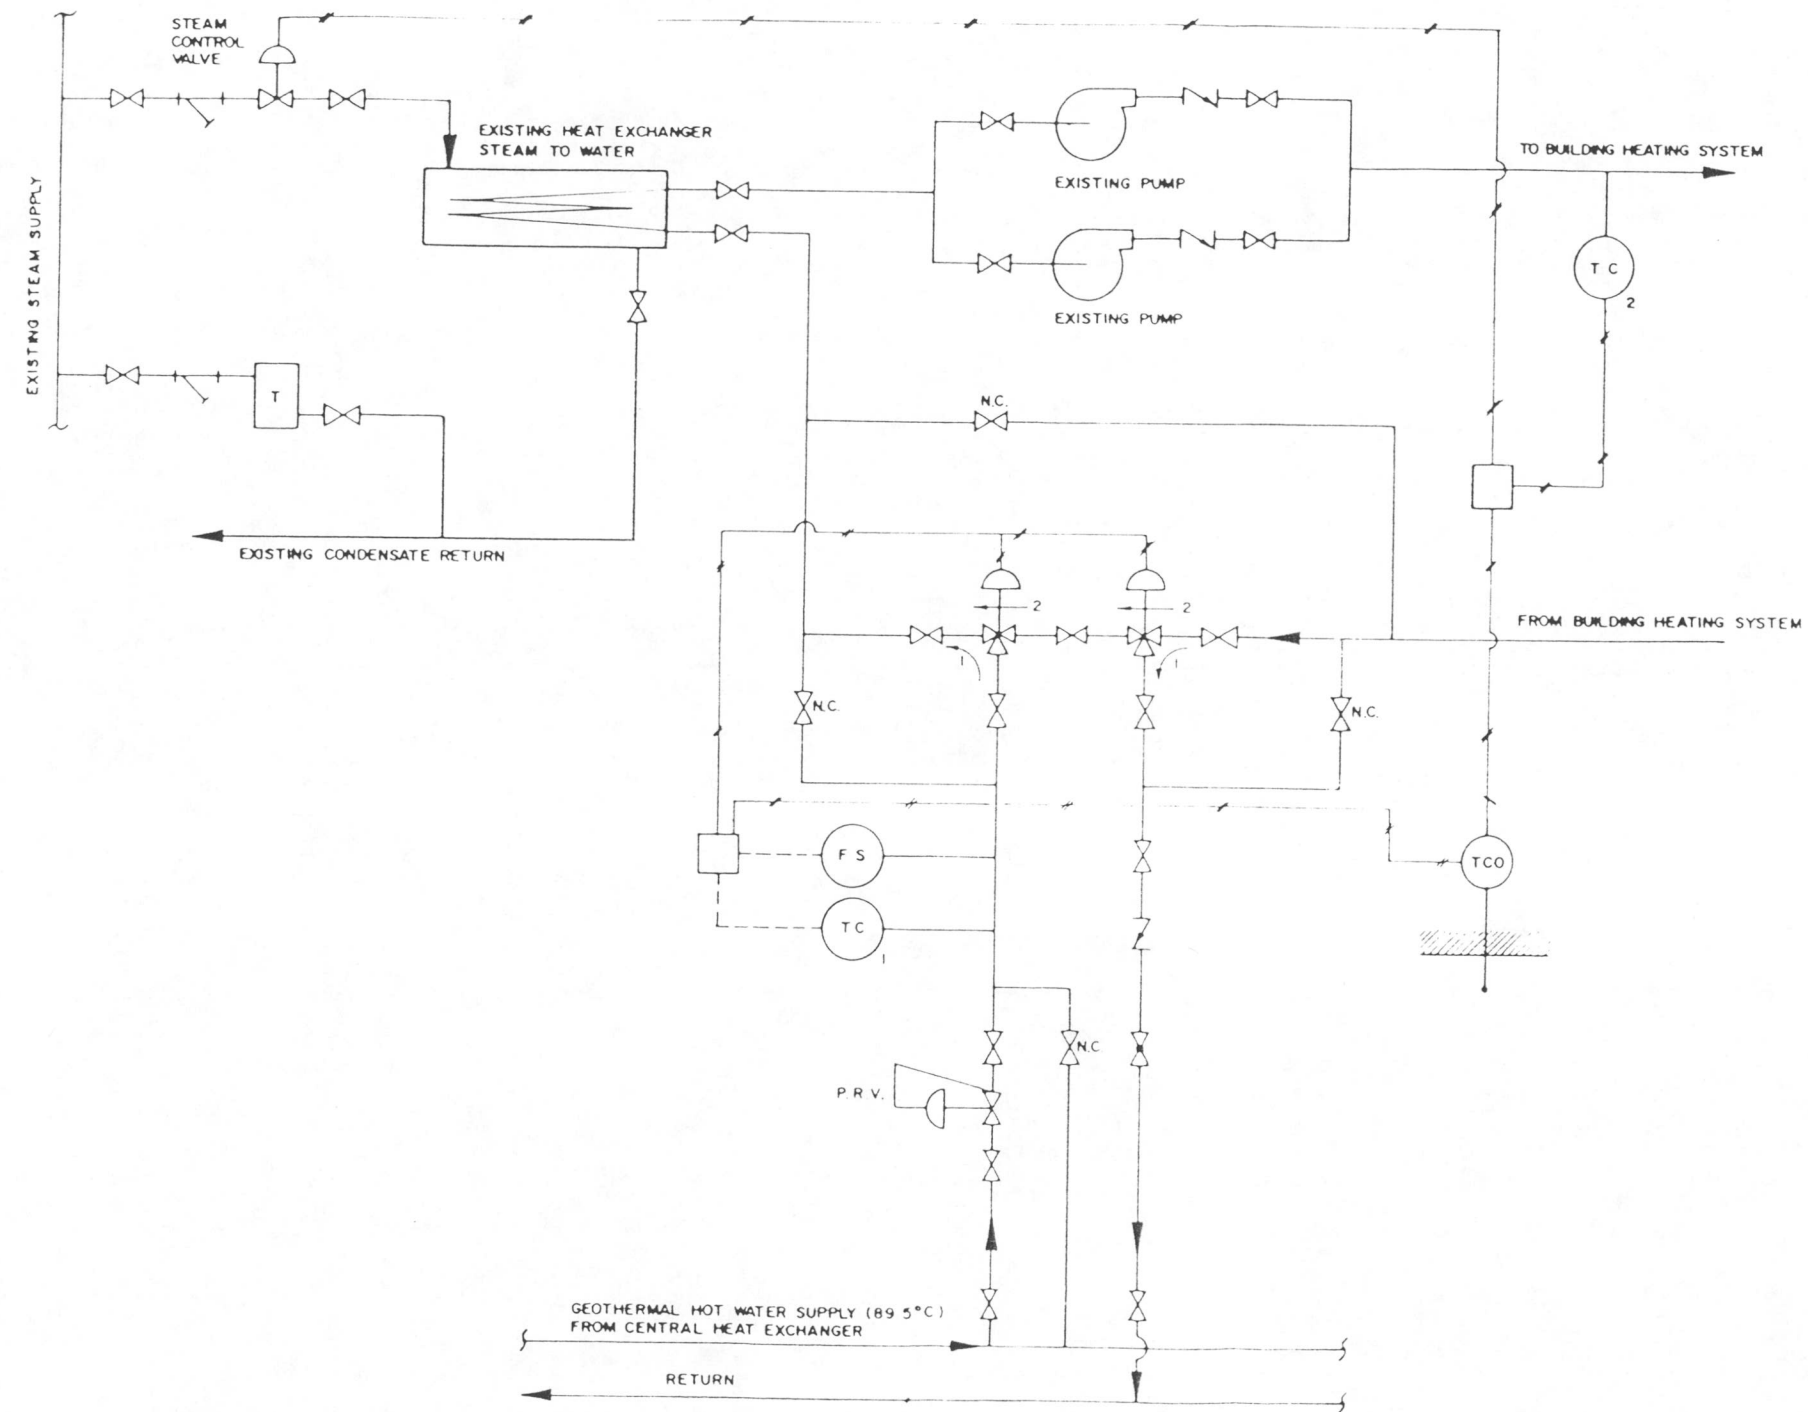 STEAM
CONTROL
VALVE
EXISTING HEAT EXCHANGER
STEAM TO WATER
EXISTING PUMP
TO BUILDING HEATING SYSTEM
EXISTING STEAM SUPPLY
T C
2
EXISTING PUMP
T
N.C.
EXISTING CONDENSATE RETURN
2
2
FROM BUILDING HEATING SYSTEM
1
1
N.C.
N.C.
F S
TCO
T C
1
N.C
P. R. V.
GEOTHERMAL HOT WATER SUPPLY (89 5°C)
FROM CENTRAL HEAT EXCHANGER
RETURN